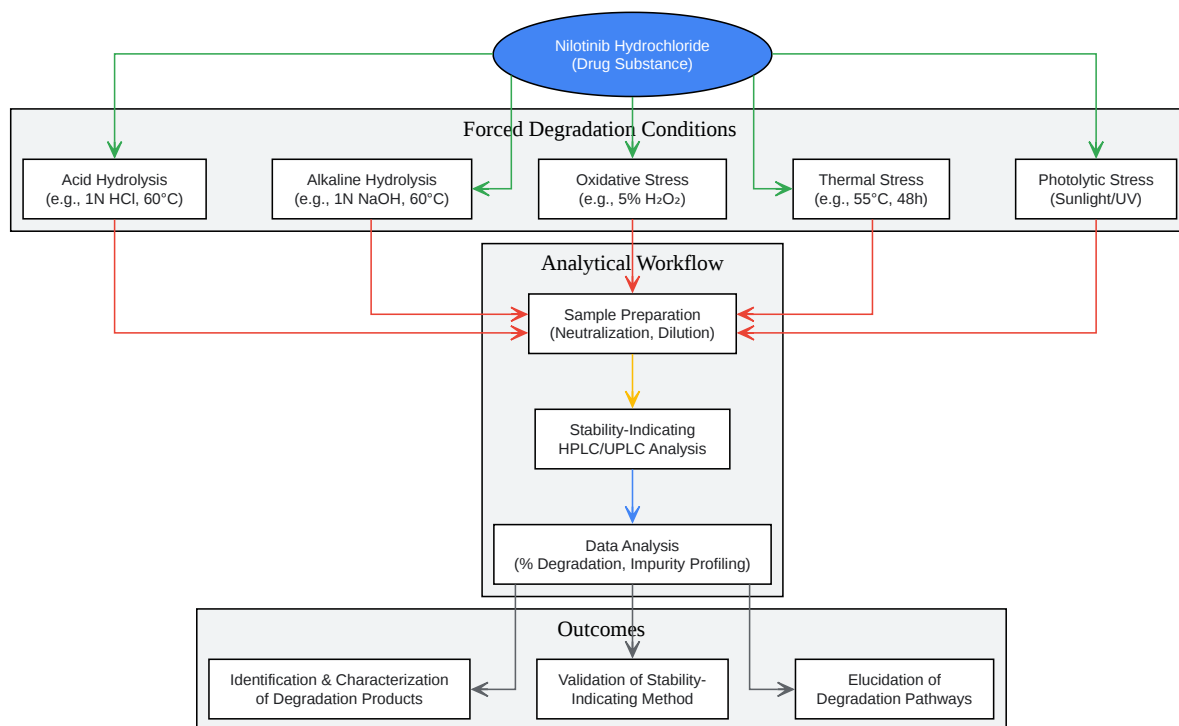 Nilotinib Hydrochloride
(Drug Substance)
Forced Degradation Conditions
Acid Hydrolysis
(e.g., 1N HCl, 60°C)
Alkaline Hydrolysis
(e.g., 1N NaOH, 60°C)
Oxidative Stress
(e.g., 5% H₂O₂)
Thermal Stress
(e.g., 55°C, 48h)
Photolytic Stress
(Sunlight/UV)
Analytical Workflow
Sample Preparation
(Neutralization, Dilution)
Stability-Indicating
HPLC/UPLC Analysis
Data Analysis
(% Degradation, Impurity Profiling)
Outcomes
Identification & Characterization
of Degradation Products
Validation of Stability-
Indicating Method
Elucidation of
Degradation Pathways